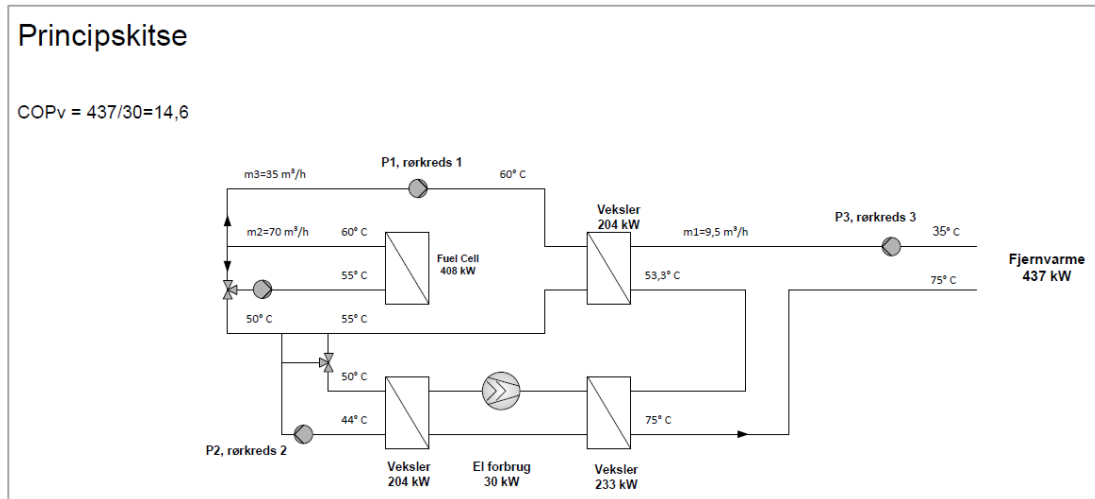 Principskitse
COPv = 437/30=14,6
P1, rørkreds 1
m3=35 m³/h
60° C
Veksler
204 kW
P3, rørkreds 3
m2=70 m³/h
60° C
m1=9,5 m³/h
35° C
Fuel Cell
408 kW
Fjernvarme
437 kW
55° C
53,3° C
75° C
50° C
55° C
50° C
44° C
75° C
P2, rørkreds 2
Veksler
204 kW
El forbrug
30 kW
Veksler
233 kW